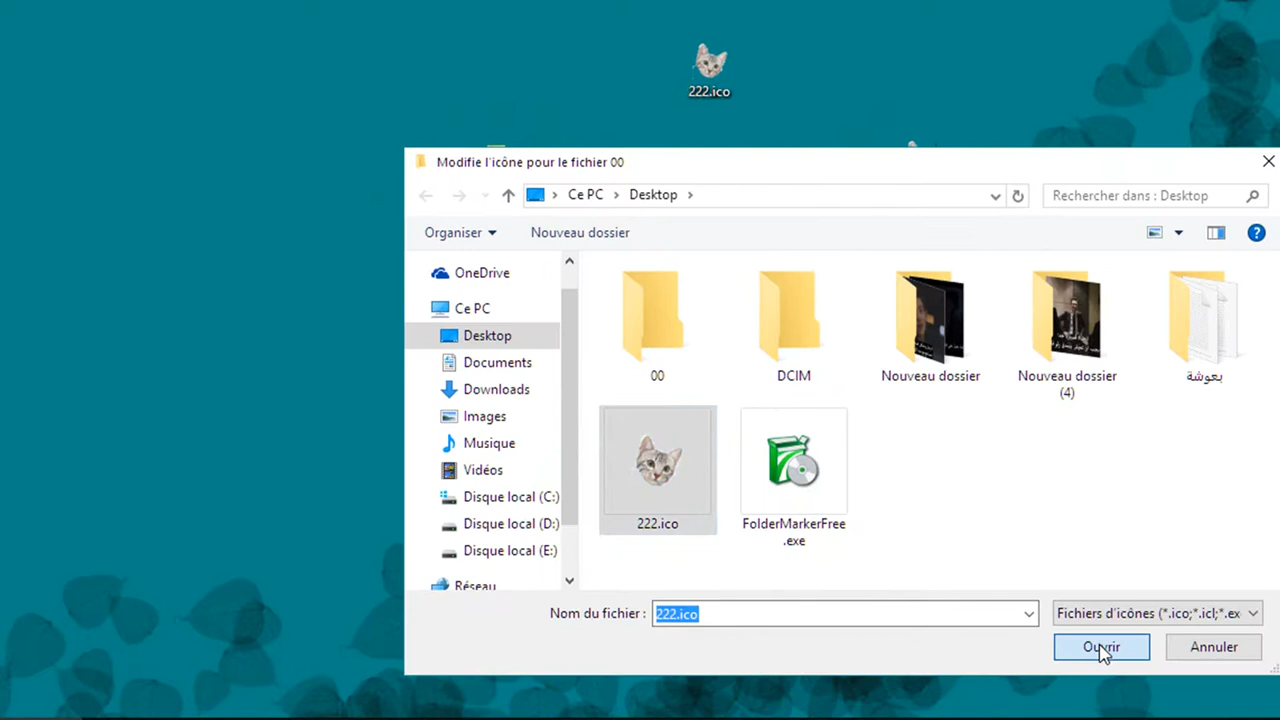 222.ico
Modifie l'icône pour le fichier 00
Ce PC
Desktop
Rechercher dans : Desktop
Organiser
Nouveau dossier
OneDrive
Ce PC
Desktop
Documents
Downloads
Images
Musique
Vidéos
Disque local (C:)
Disque local (D:)
Disque local (E:)
Réseau
00
DCIM
Nouveau dossier
Nouveau dossier
(4)
بعوشة
222.ico
FolderMarkerFree
.exe
Nom du fichier :
222.ico
Fichiers d'icônes (*.ico;*.icl;*.ex
Ouvrir
Annuler